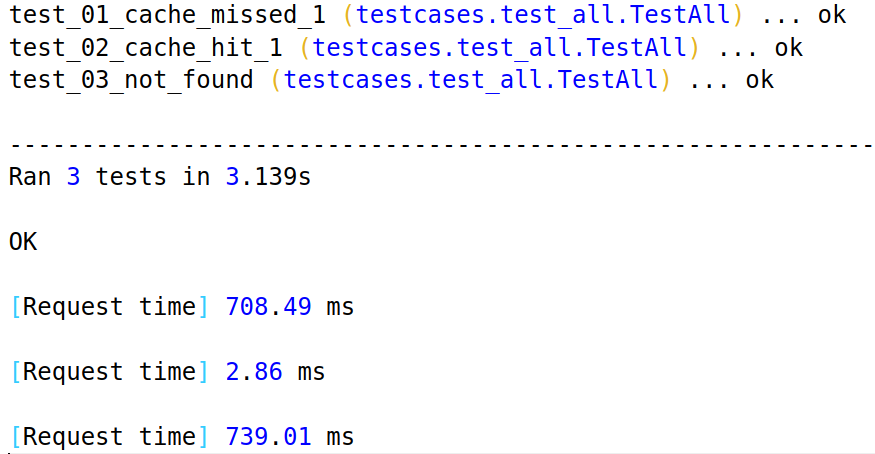 test_01_cache_missed_1 (testcases.test_all.TestAll) ... ok
test_02_cache_hit_1 (testcases.test_all.TestAll) ... ok
test_03_not_found (testcases.test_all.TestAll) ... ok
------------------------------------------------------------
Ran 3 tests in 3.139s
OK
[Request time] 708.49 ms
[Request time] 2.86 ms
[Request time] 739.01 ms